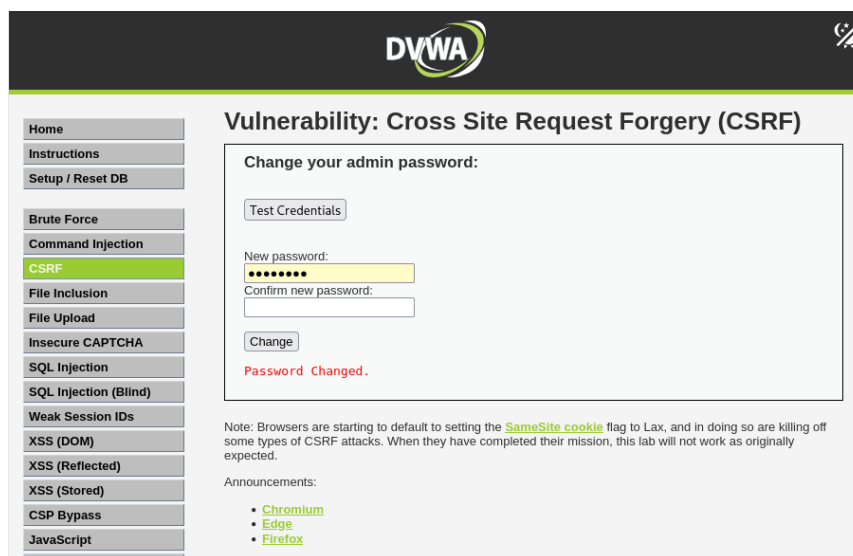 DVWA
Home
Instructions
Setup / Reset DB
Brute Force
Command Injection
CSRF
File Inclusion
File Upload
Insecure CAPTCHA
SQL Injection
SQL Injection (Blind)
Weak Session IDs
XSS (DOM)
XSS (Reflected)
XSS (Stored)
CSP Bypass
JavaScript
Vulnerability: Cross Site Request Forgery (CSRF)
Change your admin password:
Test Credentials
New password:
••••••••
Confirm new password:
Change
Password Changed.
Note: Browsers are starting to default to setting the SameSite cookie flag to Lax, and in doing so are killing off
some types of CSRF attacks. When they have completed their mission, this lab will not work as originally
expected.
Announcements:
• Chromium
• Edge
• Firefox